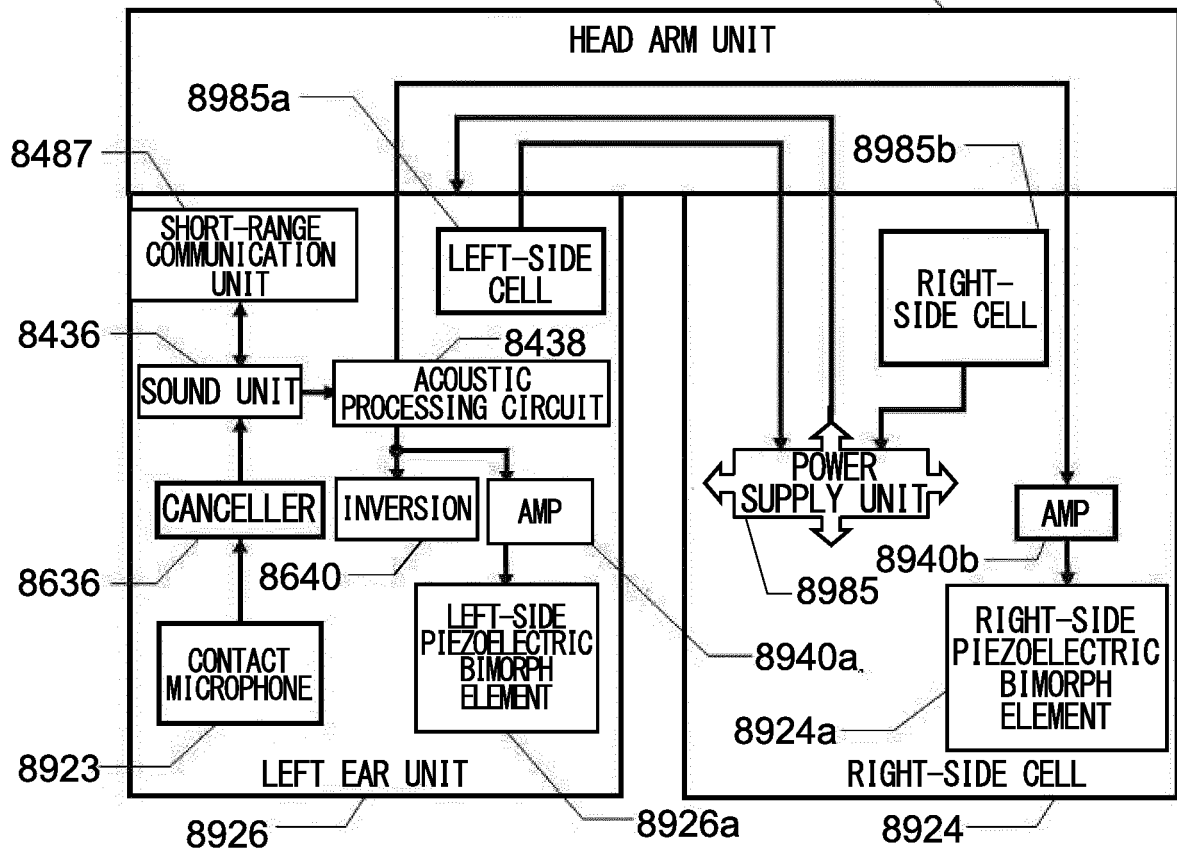 HEAD ARM UNIT
8985a
8487
8985b
SHORT-RANGE
COMMUNICATION
UNIT
LEFT-SIDE
CELL
RIGHT-
SIDE CELL
8436
8438
SOUND UNIT
ACOUSTIC
PROCESSING CIRCUIT
POWER
SUPPLY UNIT
CANCELLER
INVERSION
AMP
AMP
8636
8640
8985
8940b
CONTACT
MICROPHONE
LEFT-SIDE
PIEZOELECTRIC
BIMORPH
ELEMENT
8940a
RIGHT-SIDE
PIEZOELECTRIC
BIMORPH
ELEMENT
8924a
8923
LEFT EAR UNIT
RIGHT-SIDE CELL
8926
8926a
8924